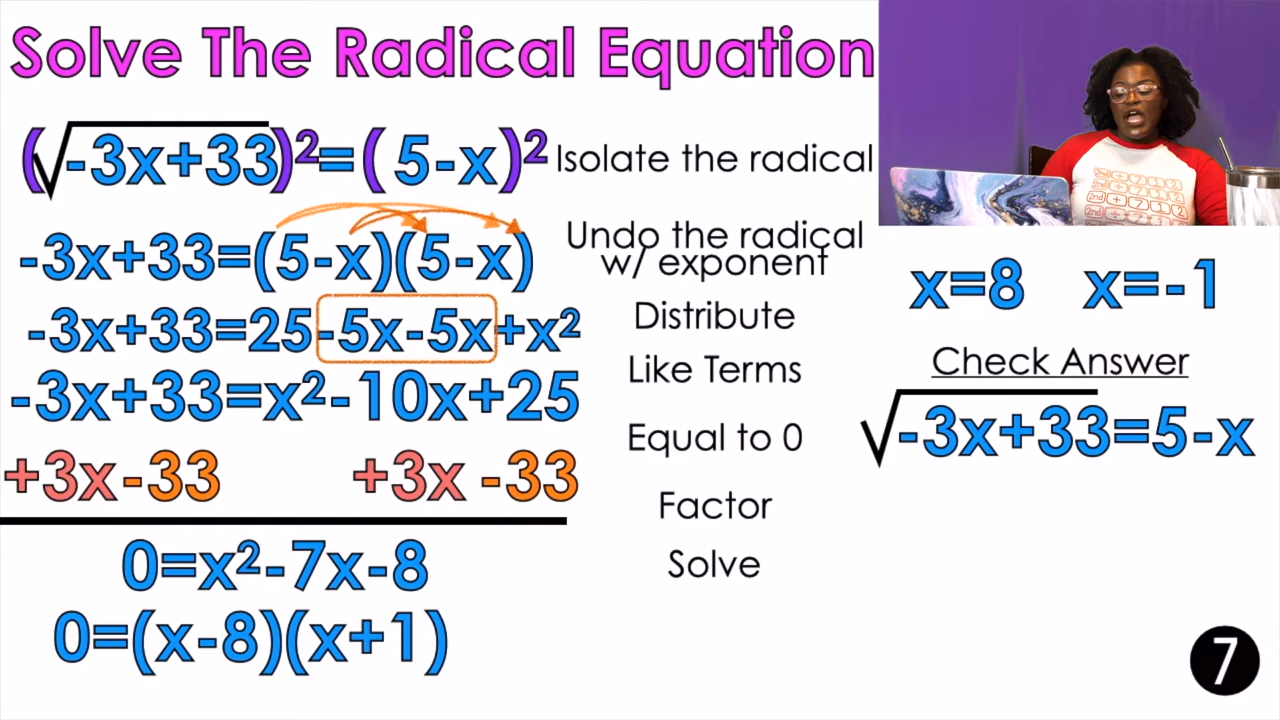 Solve The Radical Equation
(√-3x+33)²=(5-x)²
Isolate the radical
-3x+33=(5-x)(5-x)
Undo the radical
w/ exponent
-3x+33=25-5x-5x+x²
Distribute
-3x+33=x²-10x+25
Like Terms
+3x-33 +3x -33
Equal to 0
0=x²-7x-8
Factor
0=(x-8)(x+1)
Solve
x=8 x=-1
Check Answer
√-3x+33=5-x
7